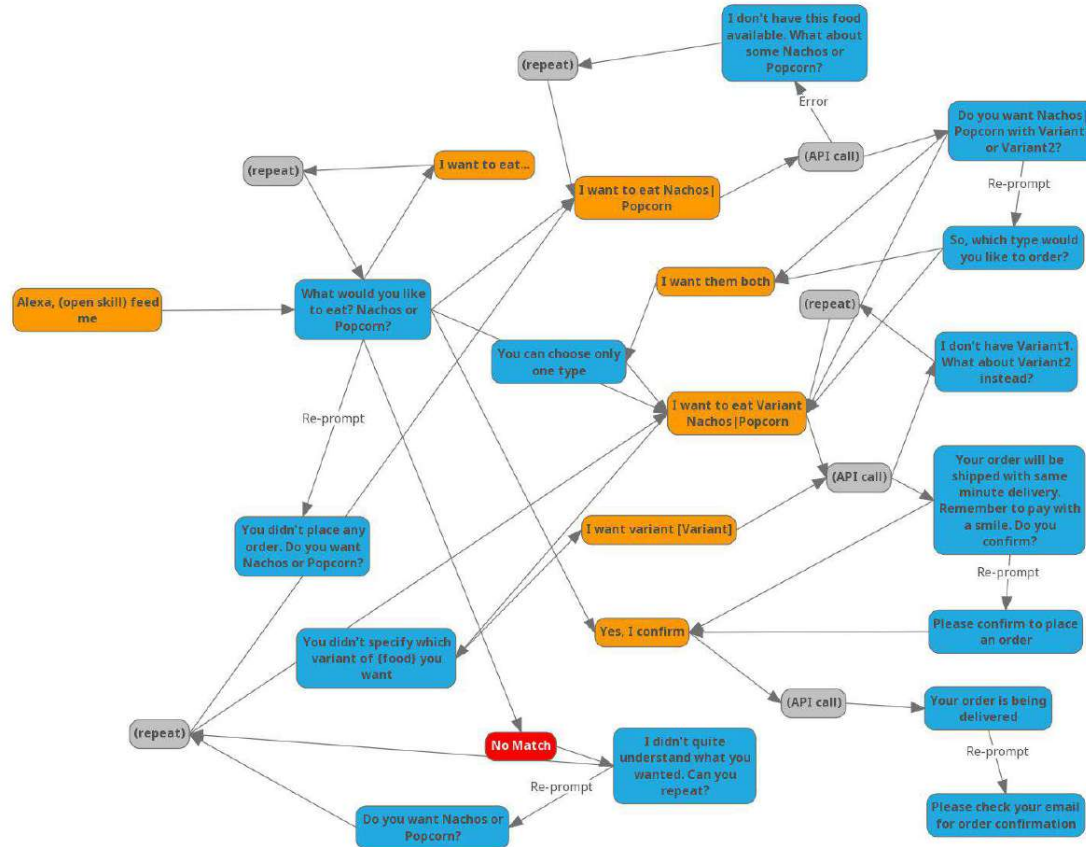 I don't have this food
available. What about
some Nachos or
Popcorn?
(repeat)
Error
Do you want Nachos|
Popcorn with Variant
or Variant2?
(API call)
(repeat)
I want to eat...
Re-prompt
I want to eat Nachos|
Popcorn
So, which type would
you like to order?
I want them both
Alexa, (open skill) feed
me
What would you like
to eat? Nachos or
Popcorn?
(repeat)
You can choose only
one type
I don't have Variant1.
What about Variant2
instead?
Re-prompt
I want to eat Variant
Nachos|Popcorn
(API call)
Your order will be
shipped with same
minute delivery.
Remember to pay with
a smile. Do you
confirm?
You didn't place any
order. Do you want
Nachos or Popcorn?
I want variant [Variant]
Re-prompt
You didn't specify which
variant of {food} you
want
Yes, I confirm
Please confirm to place
an order
(API call)
Your order is being
delivered
(repeat)
No Match
I didn't quite
understand what you
wanted. Can you
repeat?
Re-prompt
Re-prompt
Do you want Nachos or
Popcorn?
Please check your email
for order confirmation